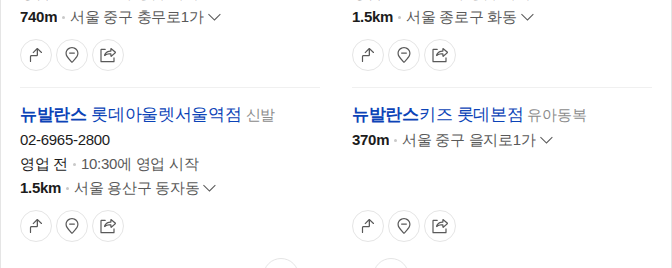 740m · 서울 중구 충무로1가
1.5km · 서울 종로구 화동
뉴발란스 롯데아울렛서울역점 신발
02-6965-2800
영업 전 · 10:30에 영업 시작
1.5km · 서울 용산구 동자동
뉴발란스키즈 롯데본점 유아동복
370m · 서울 중구 을지로1가